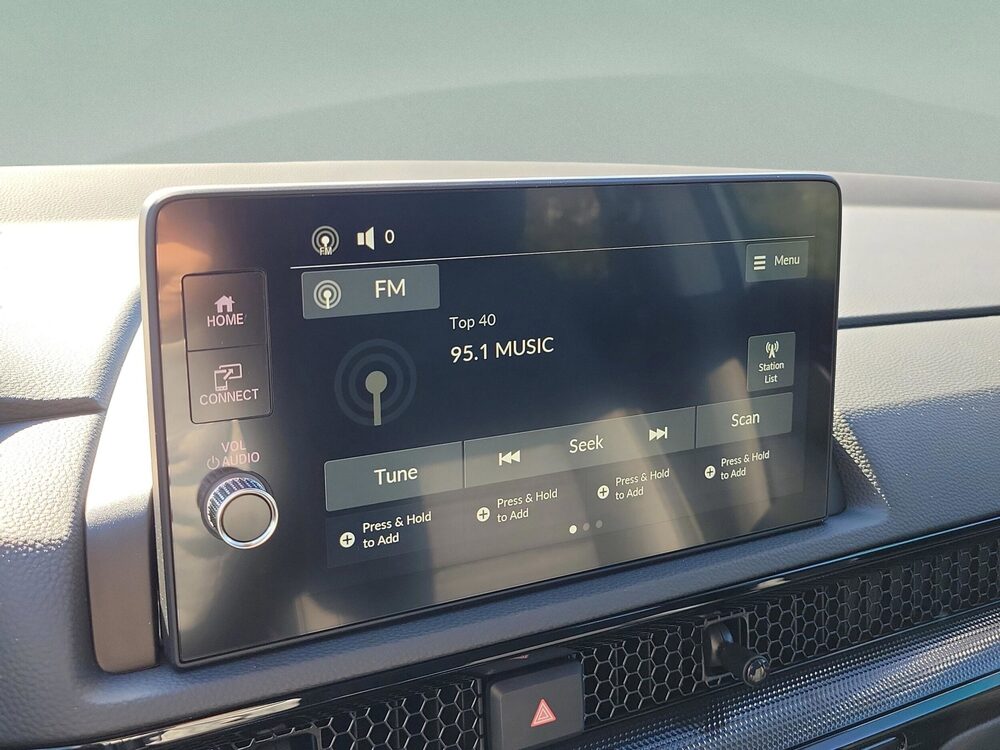 FM
0
FM
Menu
HOME
Top 40
95.1 MUSIC
CONNECT
Station
List
VOL
AUDIO
Tune
Seek
Scan
Press & Hold
to Add
Press & Hold
to Add
Press & Hold
to Add
Press & Hold
to Add